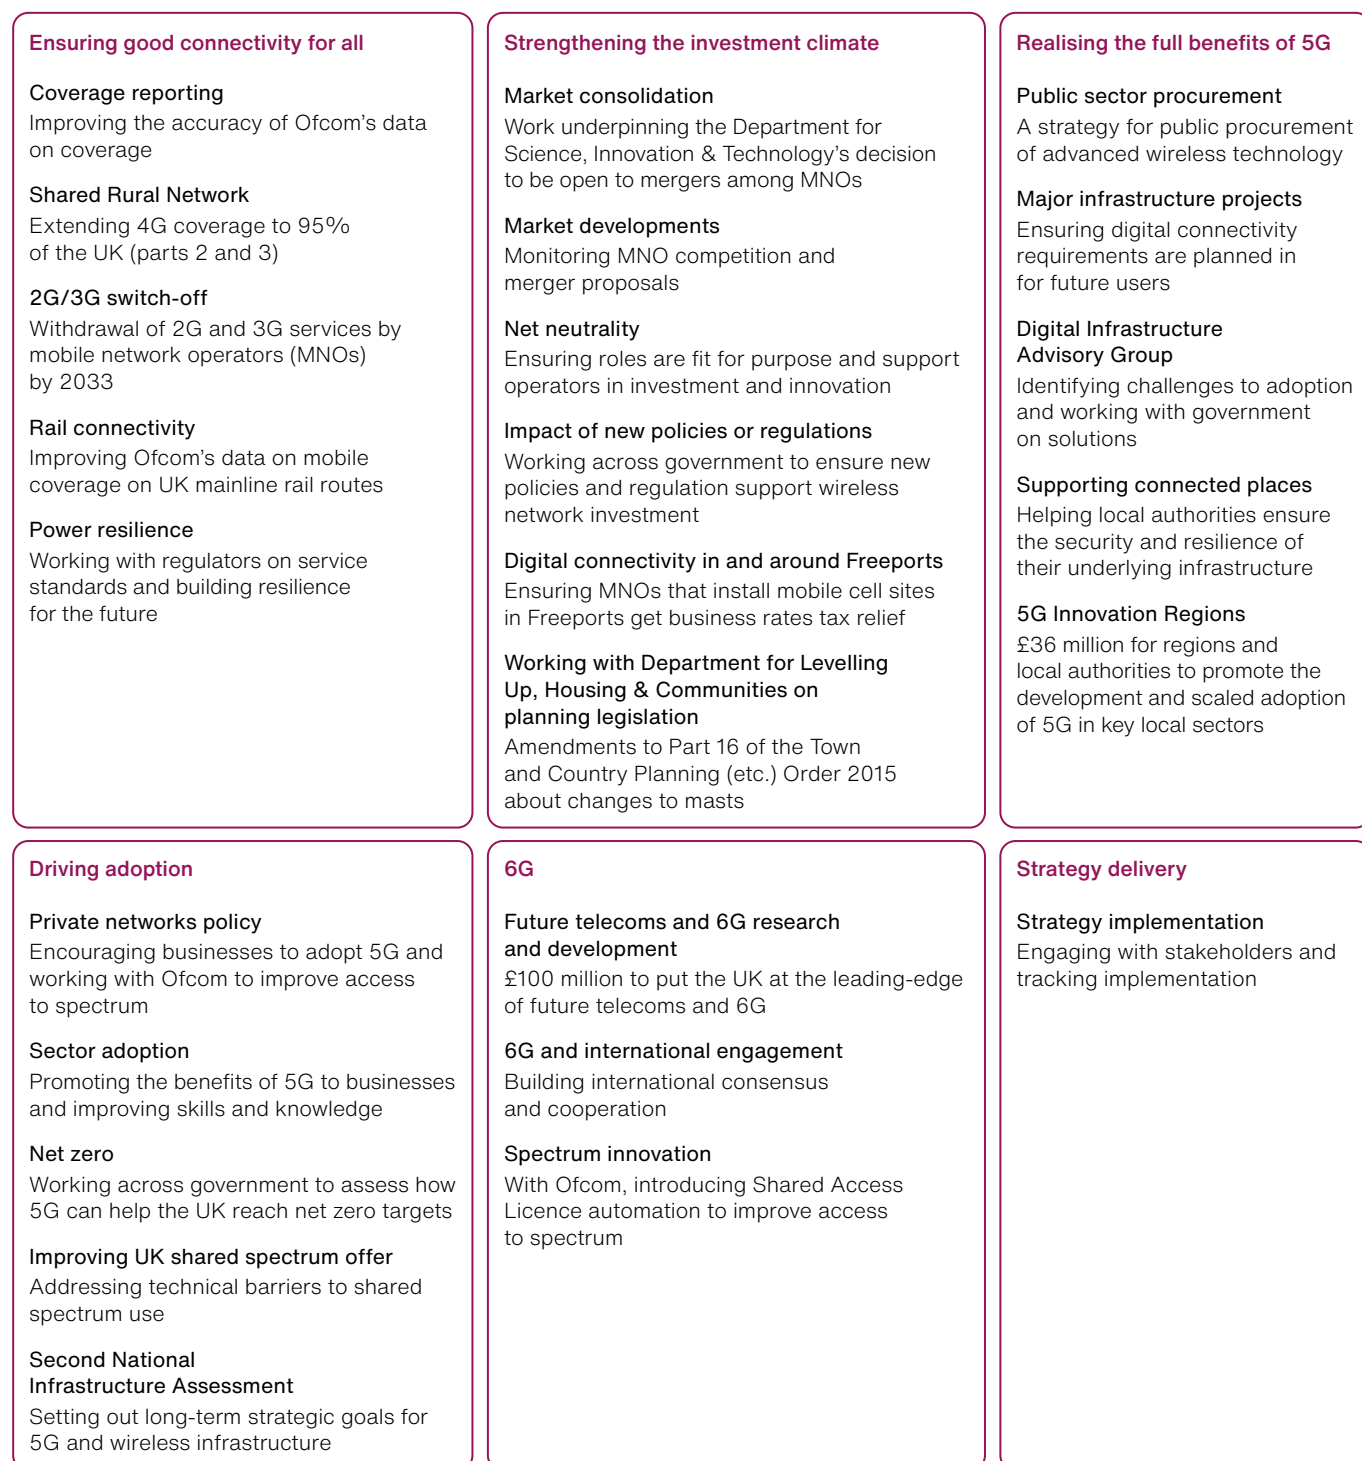 Ensuring good connectivity for all
Coverage reporting
Improving the accuracy of Ofcom's data
on coverage
Shared Rural Network
Extending 4G coverage to 95%
of the UK (parts 2 and 3)
2G/3G switch-off
Withdrawal of 2G and 3G services by
mobile network operators (MNOs)
by 2033
Rail connectivity
Improving Ofcom's data on mobile
coverage on UK mainline rail routes
Power resilience
Working with regulators on service
standards and building resilience
for the future
Strengthening the investment climate
Market consolidation
Work underpinning the Department for
Science, Innovation & Technology's decision
to be open to mergers among MNOs
Market developments
Monitoring MNO competition and
merger proposals
Net neutrality
Ensuring roles are fit for purpose and support
operators in investment and innovation
Impact of new policies or regulations
Working across government to ensure new
policies and regulation support wireless
network investment
Digital connectivity in and around Freeports
Ensuring MNOs that install mobile cell sites
in Freeports get business rates tax relief
Working with Department for Levelling
Up, Housing & Communities on
planning legislation
Amendments to Part 16 of the Town
and Country Planning (etc.) Order 2015
about changes to masts
Realising the full benefits of 5G
Public sector procurement
A strategy for public procurement
of advanced wireless technology
Major infrastructure projects
Ensuring digital connectivity
requirements are planned in
for future users
Digital Infrastructure
Advisory Group
Identifying challenges to adoption
and working with government
on solutions
Supporting connected places
Helping local authorities ensure
the security and resilience of
their underlying infrastructure
5G Innovation Regions
£36 million for regions and
local authorities to promote the
development and scaled adoption
of 5G in key local sectors
Driving adoption
Private networks policy
Encouraging businesses to adopt 5G and
working with Ofcom to improve access
to spectrum
Sector adoption
Promoting the benefits of 5G to businesses
and improving skills and knowledge
Net zero
Working across government to assess how
5G can help the UK reach net zero targets
Improving UK shared spectrum offer
Addressing technical barriers to shared
spectrum use
Second National
Infrastructure Assessment
Setting out long-term strategic goals for
5G and wireless infrastructure
6G
Future telecoms and 6G research
and development
£100 million to put the UK at the leading-edge
of future telecoms and 6G
6G and international engagement
Building international consensus
and cooperation
Spectrum innovation
With Ofcom, introducing Shared Access
Licence automation to improve access
to spectrum
Strategy delivery
Strategy implementation
Engaging with stakeholders and
tracking implementation